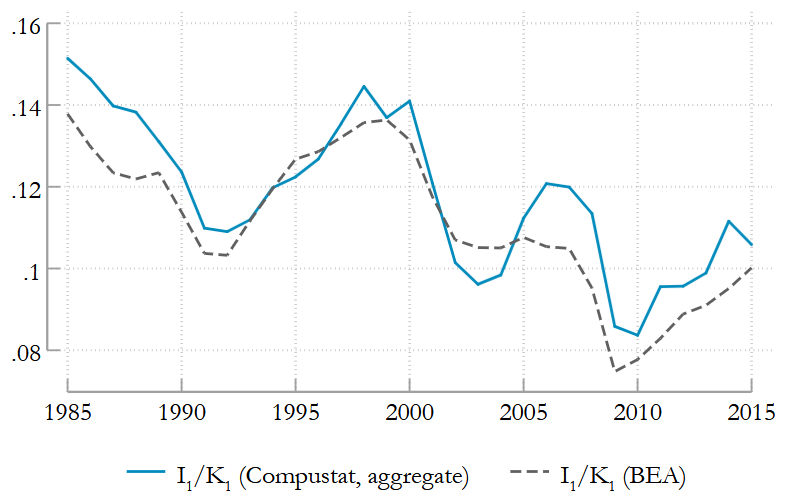 .16
.14
.12
.1
.08
1985 1990 1995 2000 2005 2010 2015
I₁/K₁ (Compustat, aggregate) I₁/K₁ (BEA)